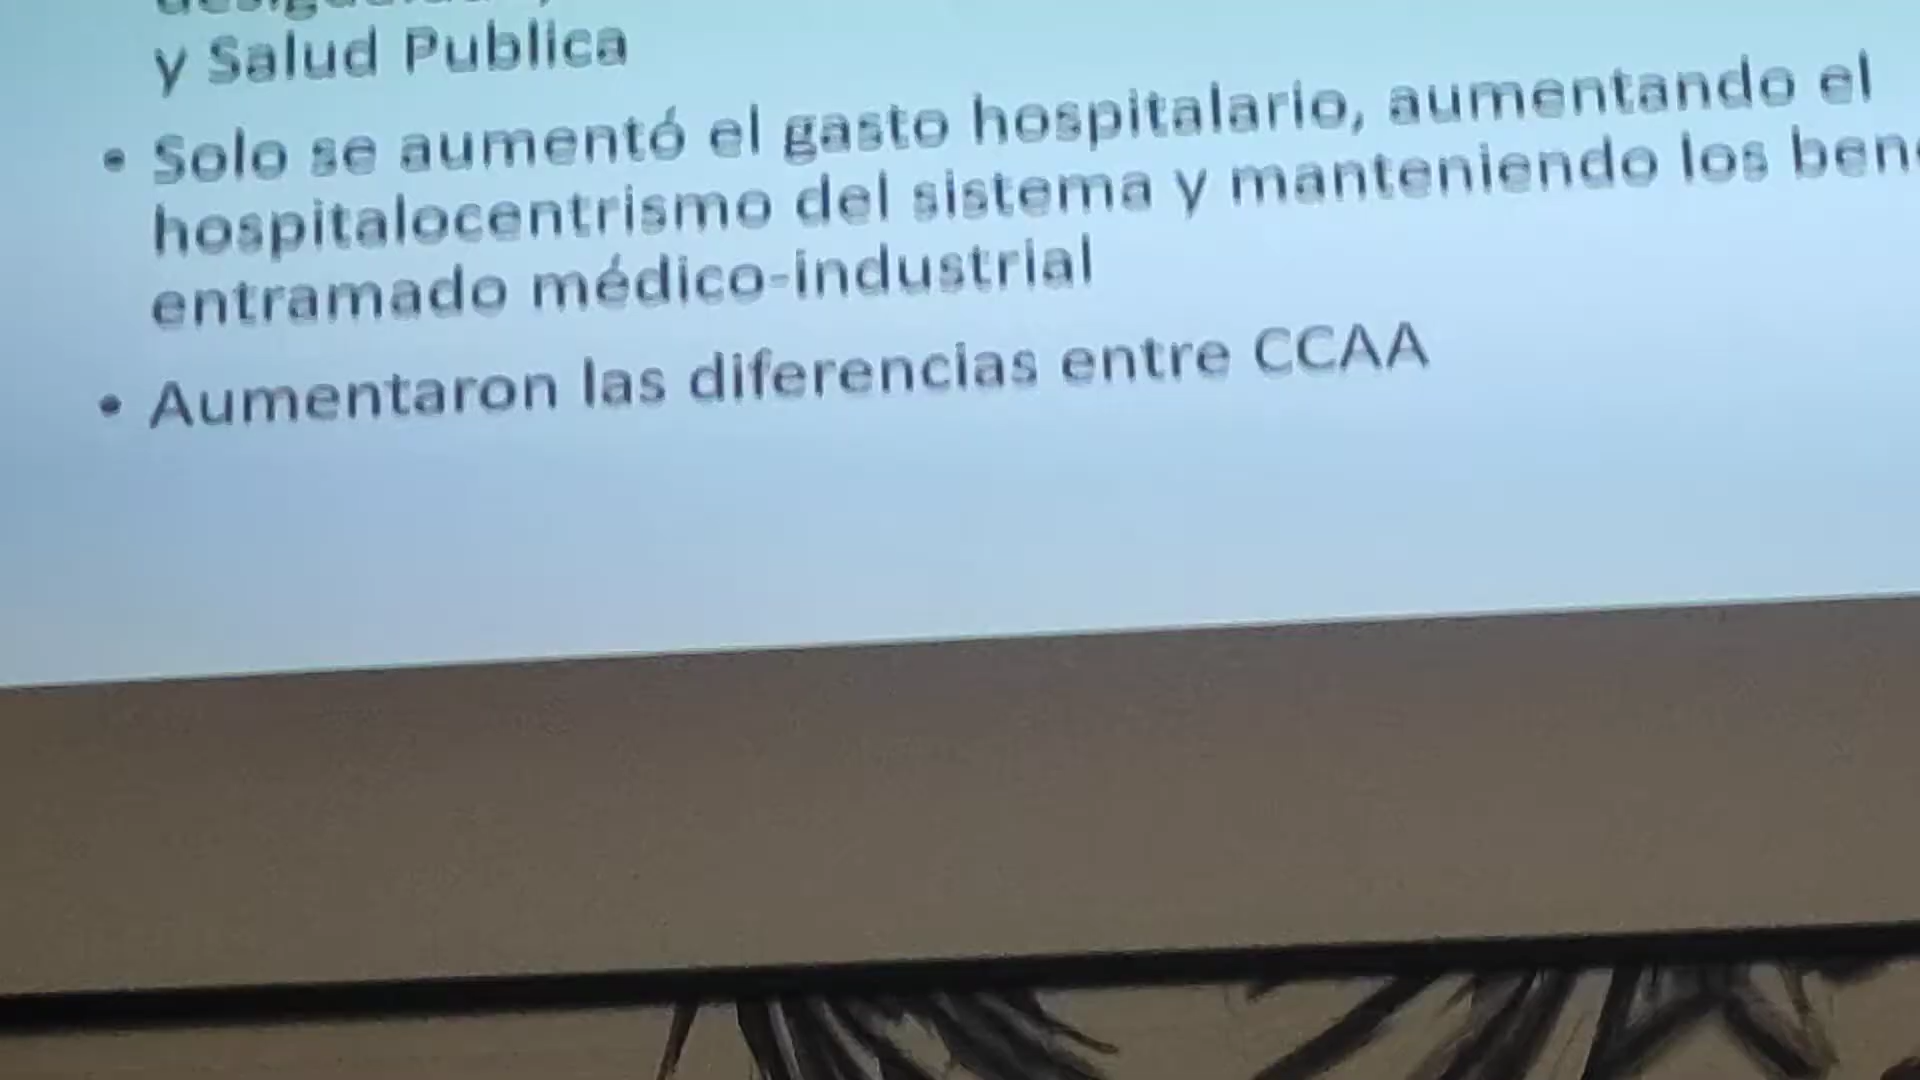 y Salud Publica
• Solo se aumentó el gasto hospitalario, aumentando el
hospitalocentrismo del sistema y manteniendo los
entramado médico-industrial
• Aumentaron las diferencias entre CCAA